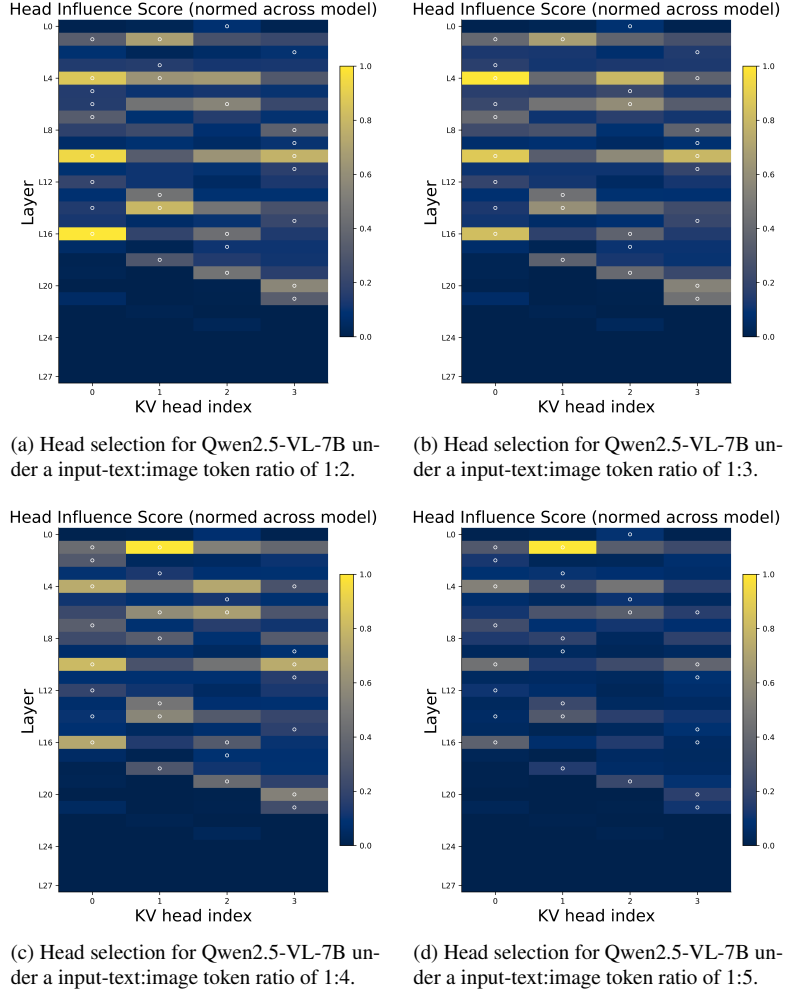 Head Influence Score (normed across model)
L0
L4
L8
L12
L16
L20
L24
L27
Layer
0 1 2 3
KV head index
1.0
0.8
0.6
0.4
0.2
0.0
(a) Head selection for Qwen2.5-VL-7B un-
der a input-text:image token ratio of 1:2.
Head Influence Score (normed across model)
L0
L4
L8
L12
L16
L20
L24
L27
Layer
0 1 2 3
KV head index
1.0
0.8
0.6
0.4
0.2
0.0
(b) Head selection for Qwen2.5-VL-7B un-
der a input-text:image token ratio of 1:3.
Head Influence Score (normed across model)
L0
L4
L8
L12
L16
L20
L24
L27
Layer
0 1 2 3
KV head index
1.0
0.8
0.6
0.4
0.2
0.0
(c) Head selection for Qwen2.5-VL-7B un-
der a input-text:image token ratio of 1:4.
Head Influence Score (normed across model)
L0
L4
L8
L12
L16
L20
L24
L27
Layer
0 1 2 3
KV head index
1.0
0.8
0.6
0.4
0.2
0.0
(d) Head selection for Qwen2.5-VL-7B un-
der a input-text:image token ratio of 1:5.